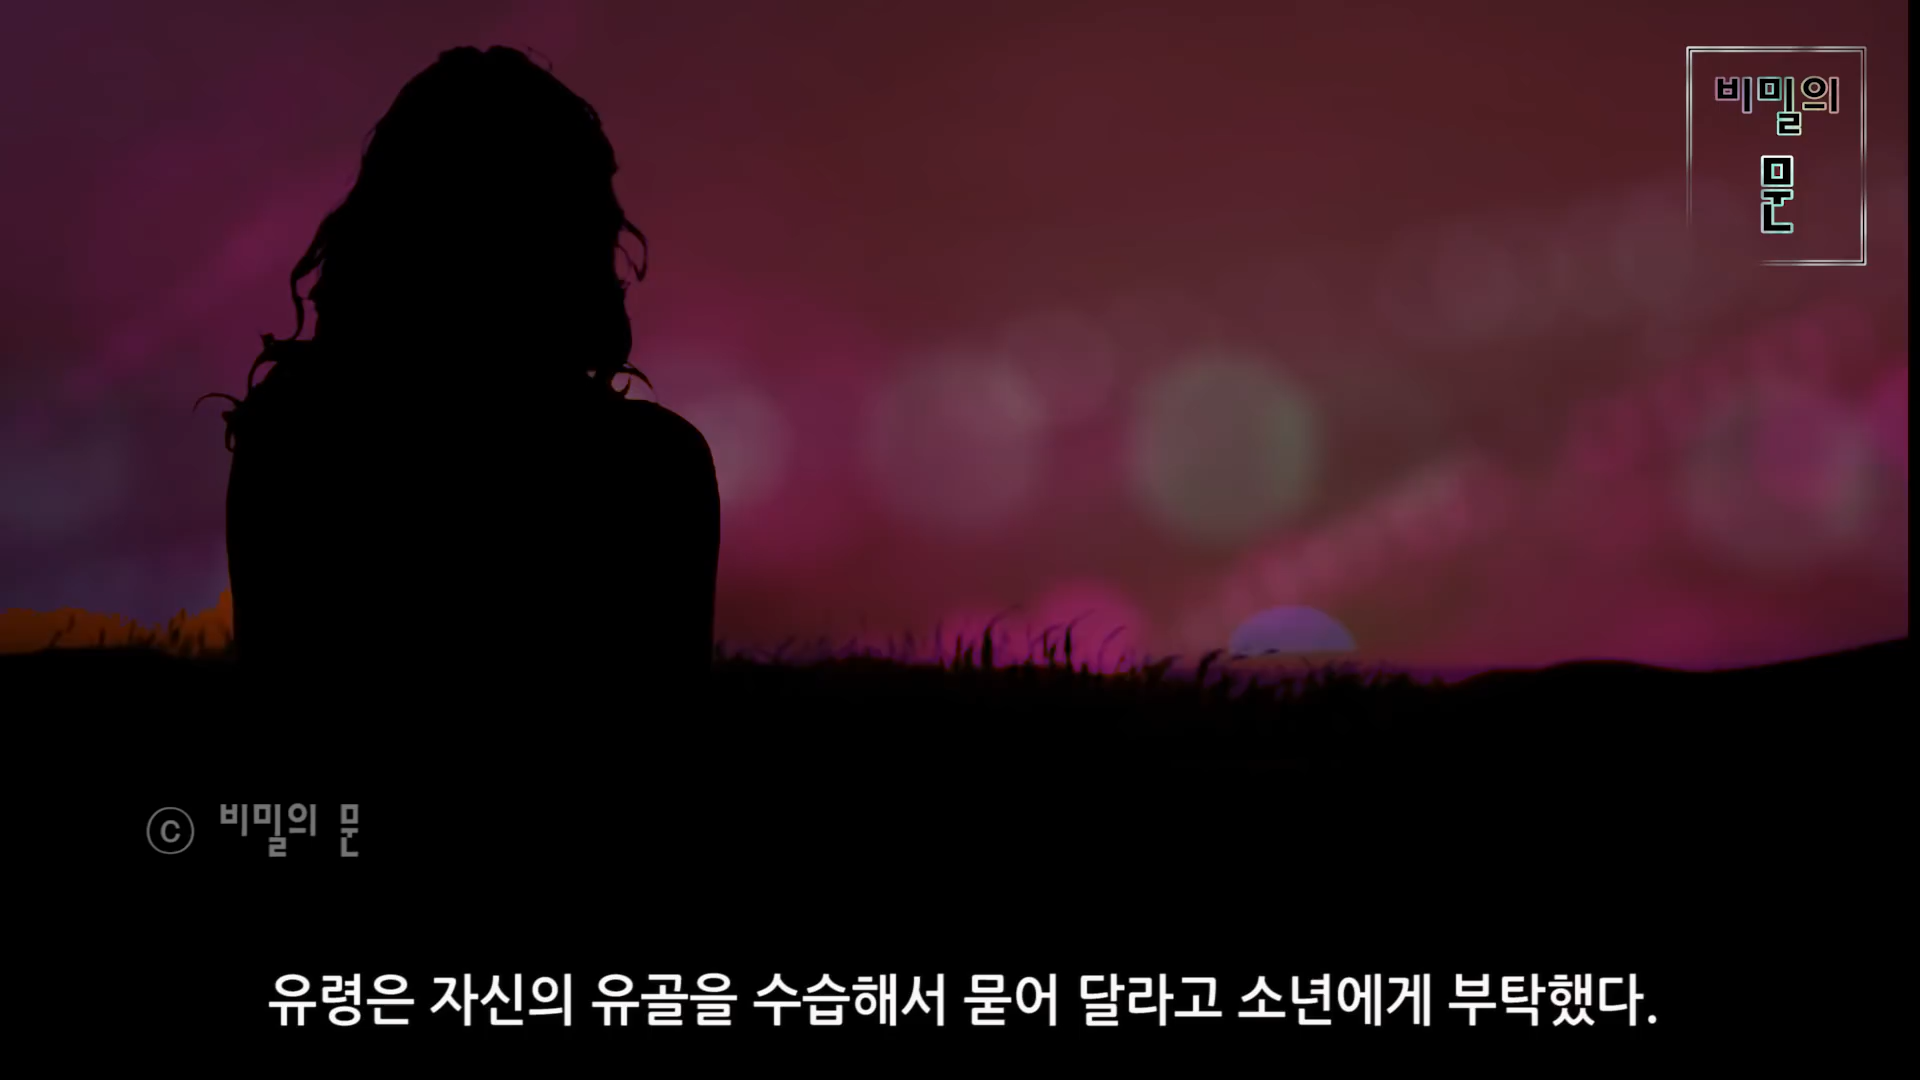 비밀의
문
ⓒ 비밀의 문
유령은 자신의 유골을 수습해서 묻어 달라고 소년에게 부탁했다.